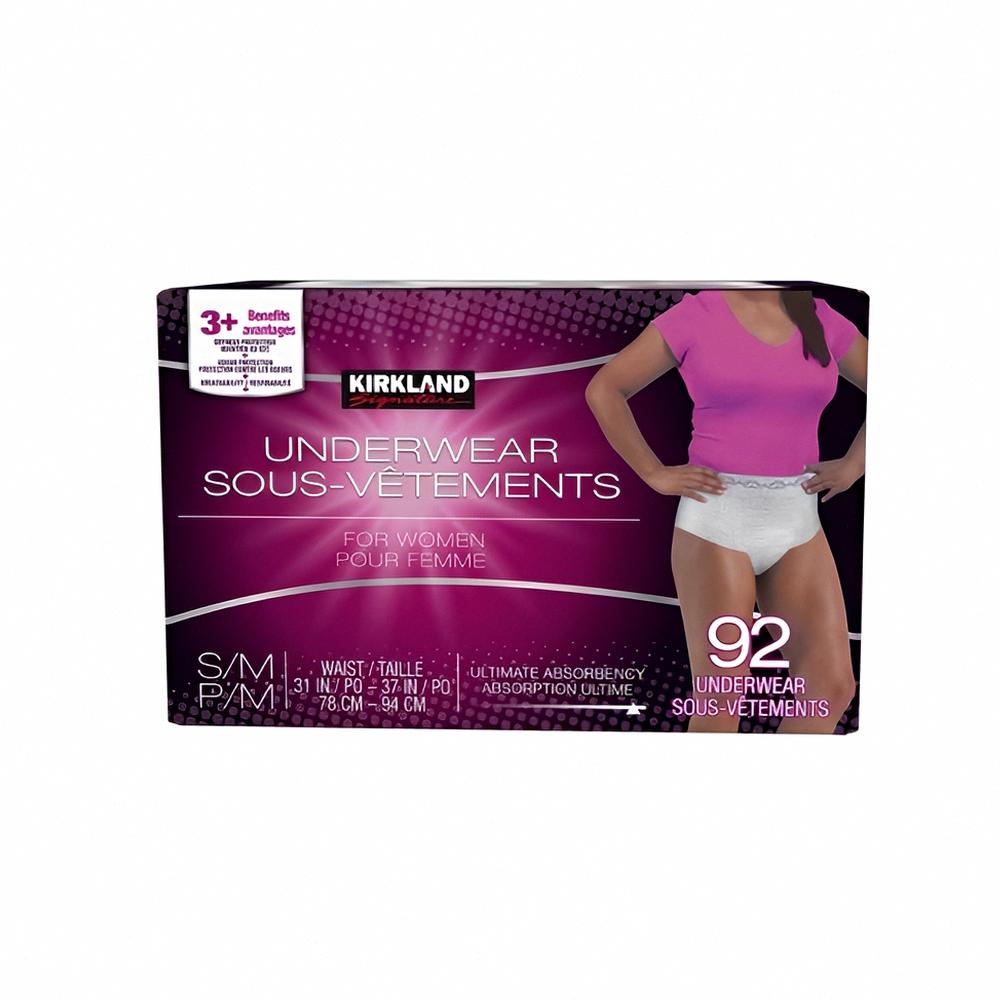 3+ Benefits
avantages
KIRKLAND
Signature
UNDERWEAR
SOUS-VÊTEMENTS
FOR WOMEN
POUR FEMME
S/M
P/M
WAIST / TAILLE
31 IN / PO – 37 IN / PO
78 CM – 94 CM
ULTIMATE ABSORBENCY
ABSORPTION ULTIME
92
UNDERWEAR
SOUS-VÊTEMENTS